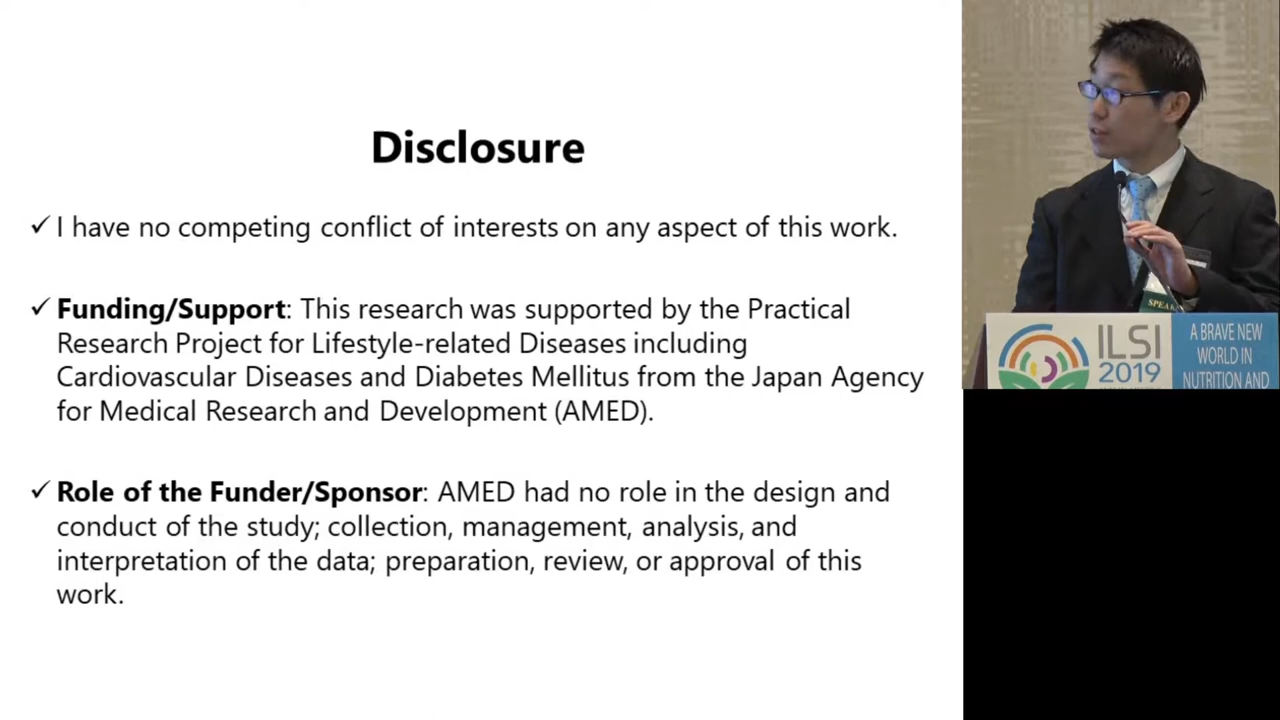 Disclosure
✓ I have no competing conflict of interests on any aspect of this work.
✓ Funding/Support: This research was supported by the Practical
Research Project for Lifestyle-related Diseases including
Cardiovascular Diseases and Diabetes Mellitus from the Japan Agency
for Medical Research and Development (AMED).
✓ Role of the Funder/Sponsor: AMED had no role in the design and
conduct of the study; collection, management, analysis, and
interpretation of the data; preparation, review, or approval of this
work.
ILSI
2019
A BRAVE NEW
WORLD IN
NUTRITION AND